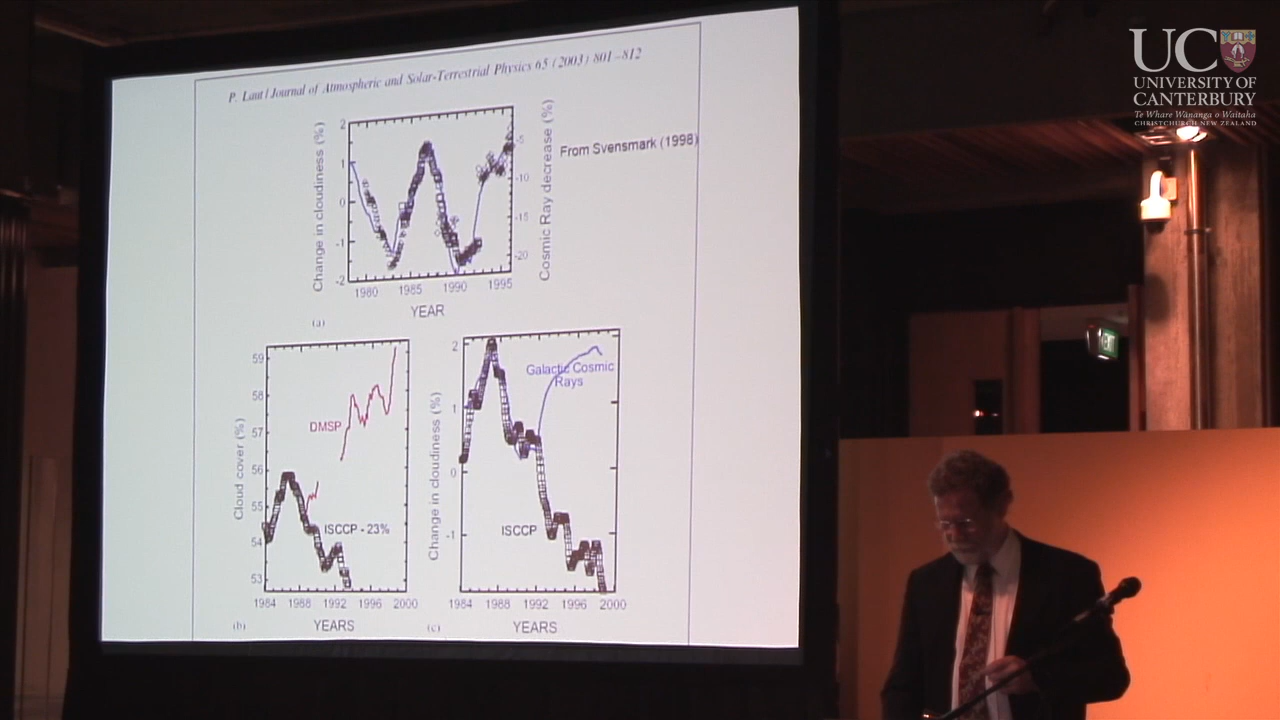 P. Laut / Journal of Atmospheric and Solar-Terrestrial Physics 65 (2003) 801–812
Change in cloudiness (%)
2
1
0
-1
-2
1980 1985 1990 1995
YEAR
-5
-10
-15
-20
Cosmic Ray decrease (%)
From Svensmark (1998)
(a)
Cloud cover (%)
59
58
57
56
55
54
53
DMSP
ISCCP - 23%
1984 1988 1992 1996 2000
(b) YEARS
Change in cloudiness (%)
2
1
0
-1
Galactic Cosmic
Rays
ISCCP
1984 1988 1992 1996 2000
(c) YEARS
UC
UNIVERSITY OF
CANTERBURY
Te Whare Wānanga o Waitaha
CHRISTCHURCH NEW ZEALAND
EXIT